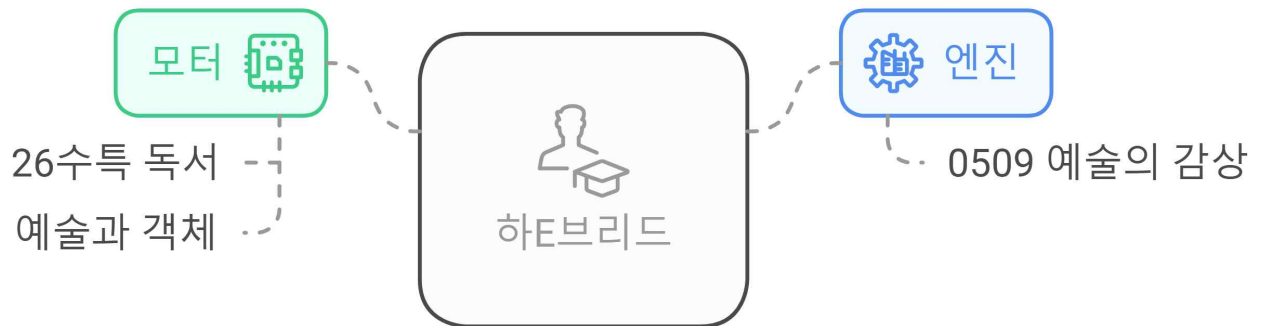 모터
엔진
26수특 독서
0509 예술의 감상
예술과 객체
하E브리드